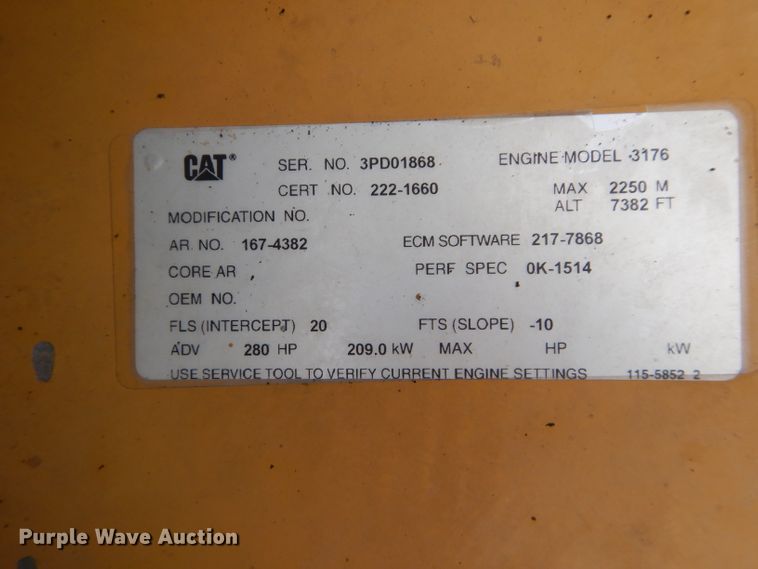 CAT® SER. NO. 3PD01868 ENGINE MODEL 3176
CERT NO. 222-1660 MAX 2250 M
ALT 7382 FT
MODIFICATION NO.
AR. NO. 167-4382 ECM SOFTWARE 217-7868
CORE AR PERF SPEC 0K-1514
OEM NO.
FLS (INTERCEPT) 20 FTS (SLOPE) -10
ADV 280 HP 209.0 kW MAX HP kW
USE SERVICE TOOL TO VERIFY CURRENT ENGINE SETTINGS 115-5852 2
Purple Wave Auction